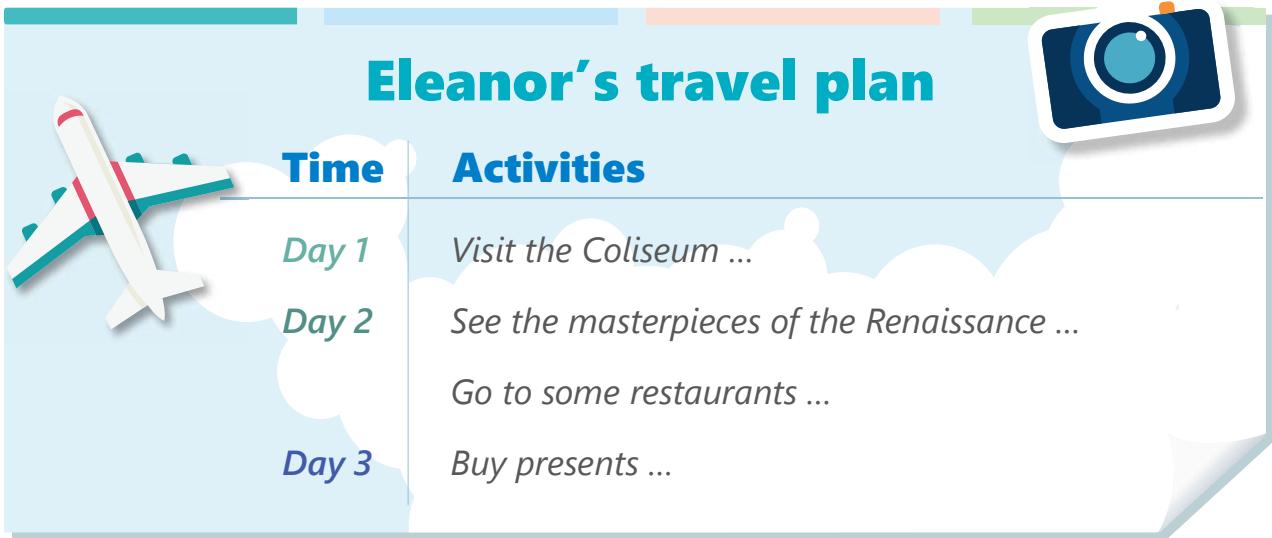 Eleanor's travel plan
Time Activities
Day 1 Visit the Coliseum ...
Day 2 See the masterpieces of the Renaissance ...
Go to some restaurants ...
Day 3 Buy presents ...